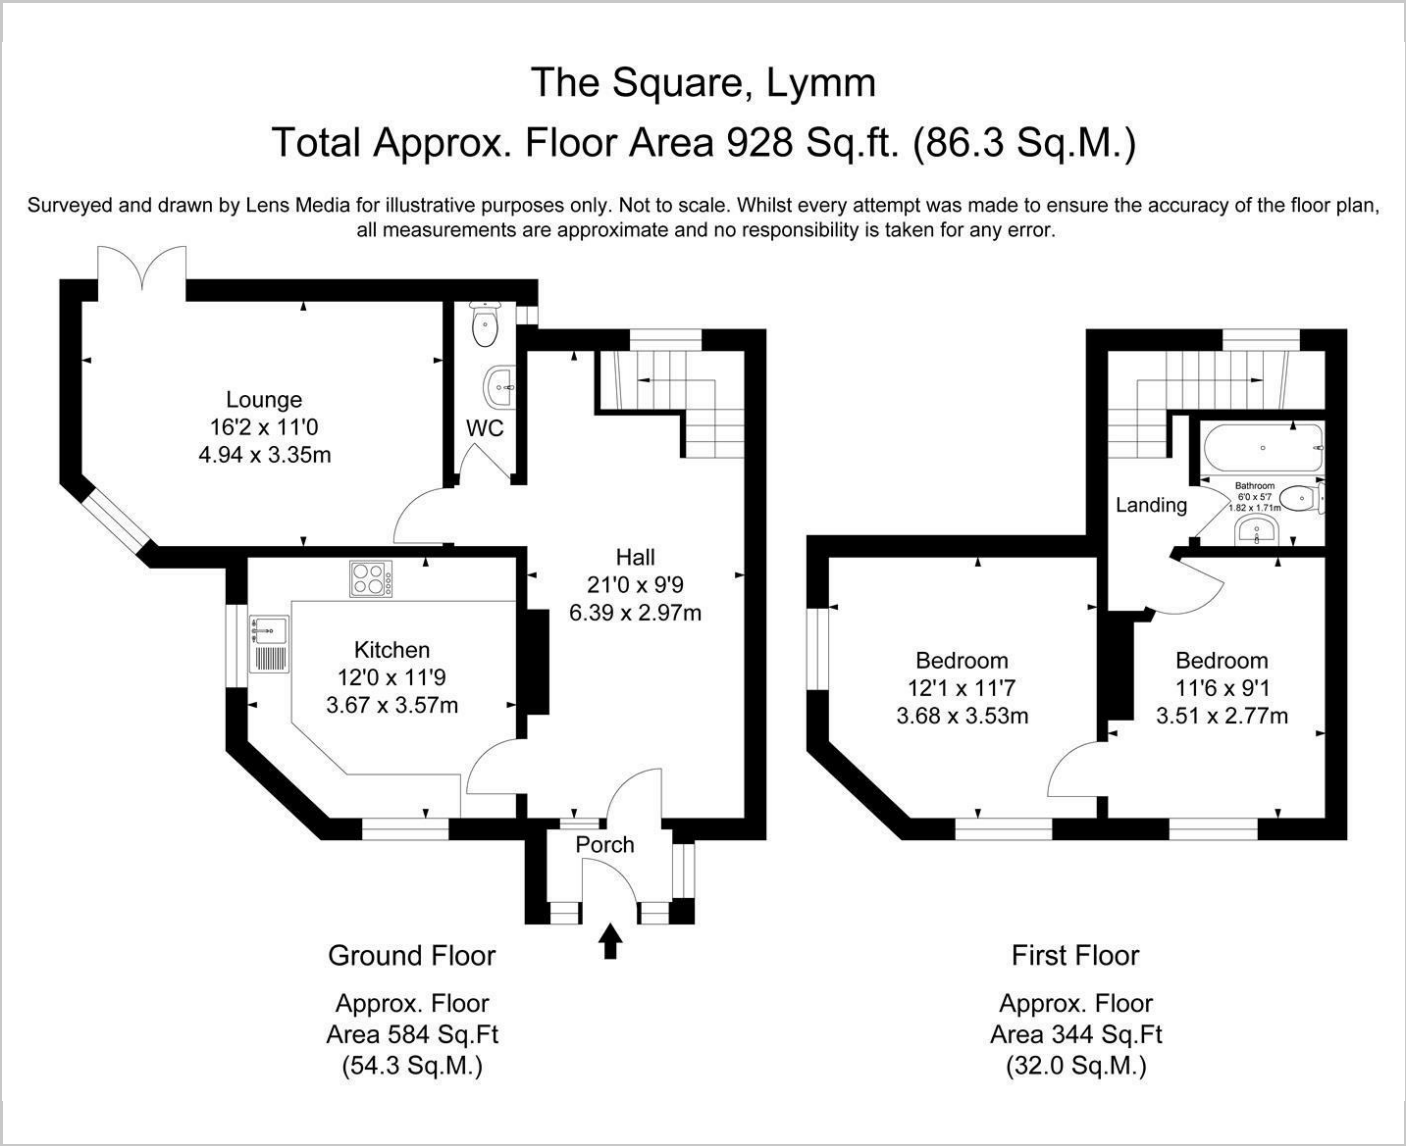 The Square, Lymm
Total Approx. Floor Area 928 Sq.ft. (86.3 Sq.M.)
Surveyed and drawn by Lens Media for illustrative purposes only. Not to scale. Whilst every attempt was made to ensure the accuracy of the floor plan,
all measurements are approximate and no responsibility is taken for any error.
Lounge
16'2 x 11'0
4.94 x 3.35m
WC
Hall
21'0 x 9'9
6.39 x 2.97m
Kitchen
12'0 x 11'9
3.67 x 3.57m
Porch
Ground Floor
Approx. Floor
Area 584 Sq.Ft
(54.3 Sq.M.)
Landing
Bathroom
6'0 x 5'7
1.82 x 1.71m
Bedroom
12'1 x 11'7
3.68 x 3.53m
Bedroom
11'6 x 9'1
3.51 x 2.77m
First Floor
Approx. Floor
Area 344 Sq.Ft
(32.0 Sq.M.)